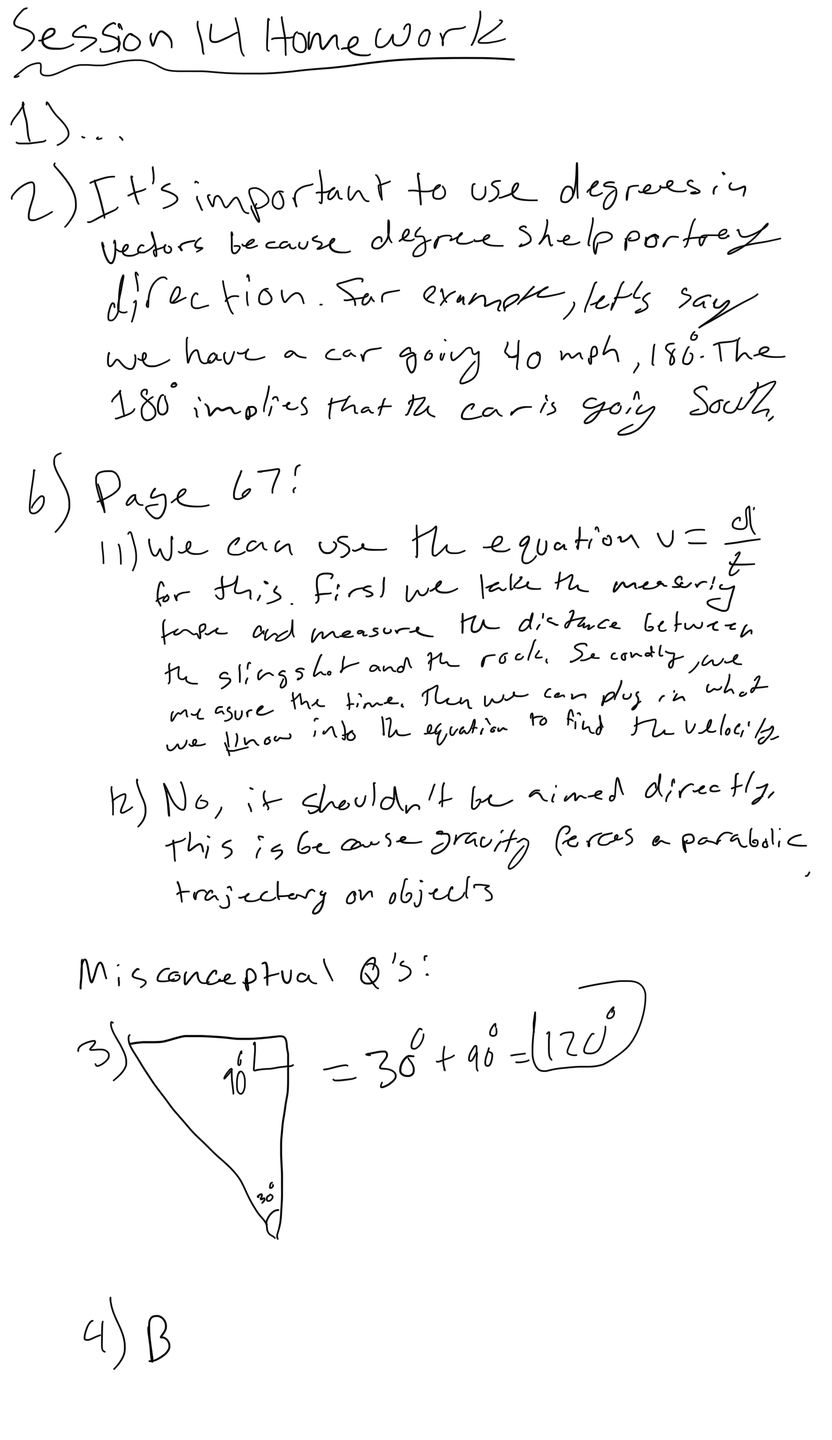 Session 14 Homework
1)...
2) It's important to use degrees in
vectors because degree shelp portray
direction. For example, let's say
we have a car going 40 mph, 180°. The
180° implies that the car is going South.
6) Page 67:
11) We can use the equation v = d/t
for this. First we take the measuring
tape and measure the distance between
the slingshot and the rock. Secondly, we
measure the time. Then we can plug in what
we know into the equation to find the velocity.
12) No, it shouldn't be aimed directly,
this is because gravity forces a parabolic
trajectory on objects.
Misconceptual Q's:
3) 90° = 30° + 90° = 120°
30°
4) B